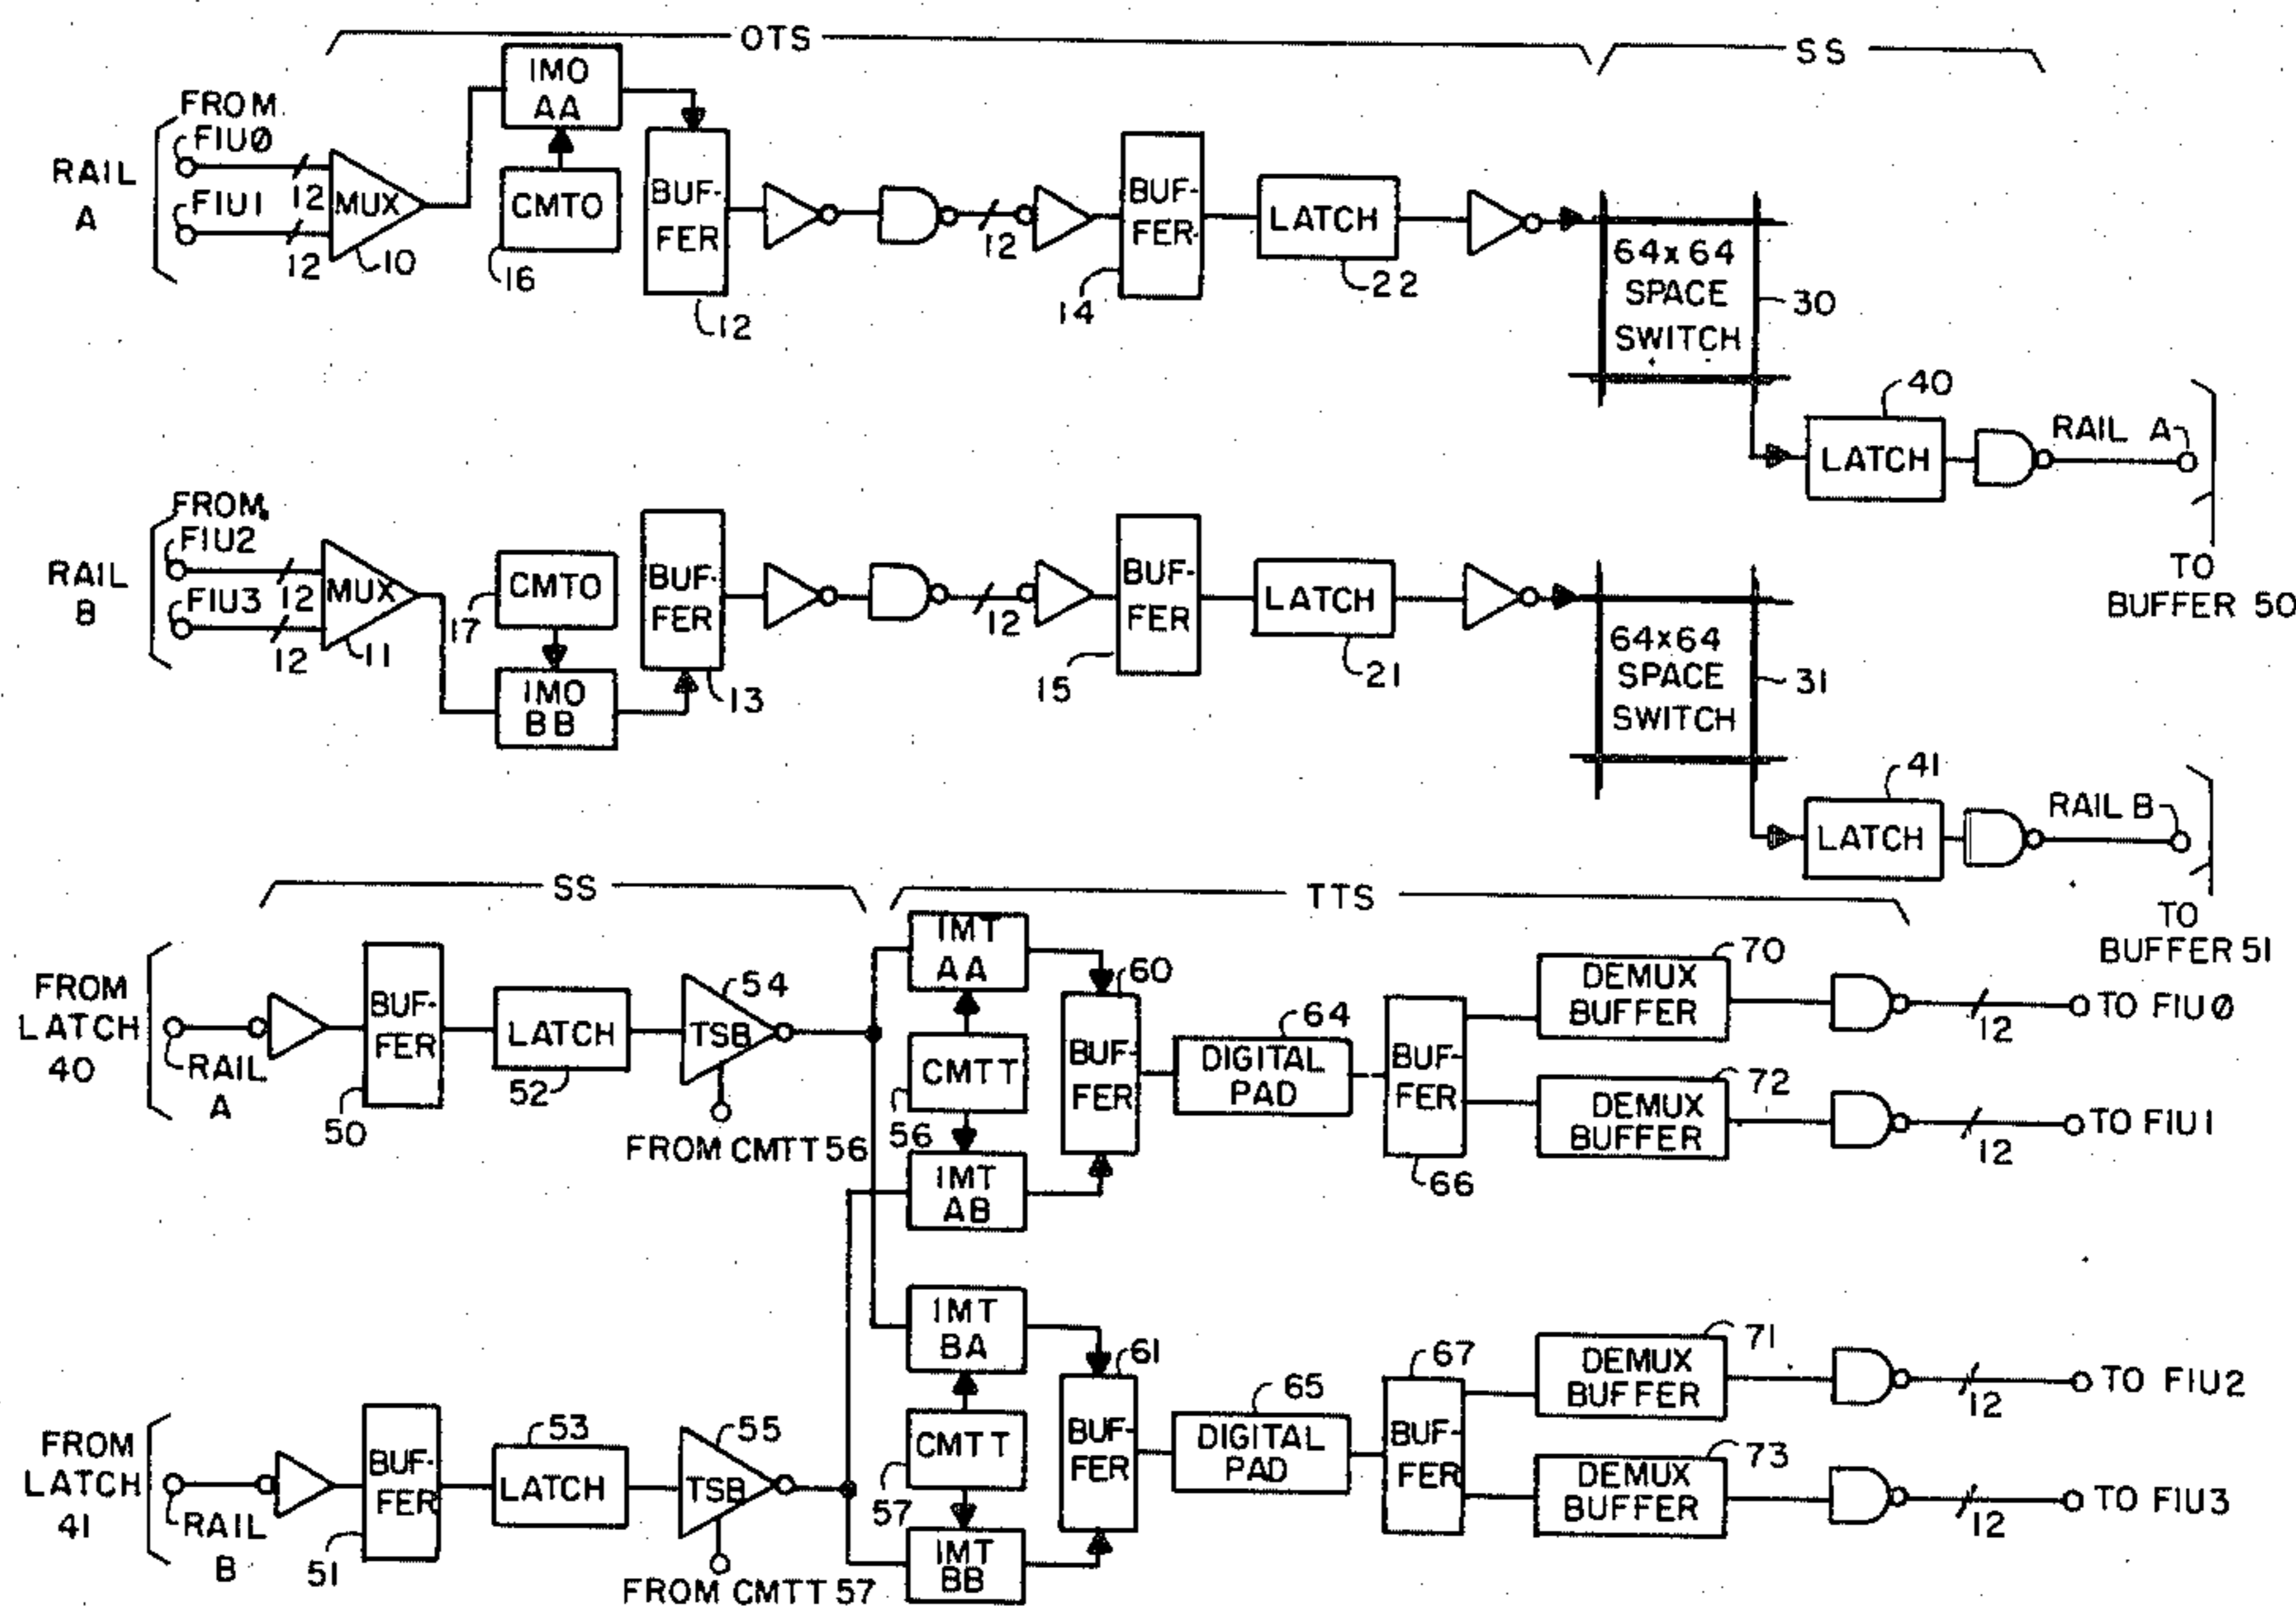 OTS
SS
RAIL
A
FROM
FIUØ
FIU1
12
12
MUX
10
IMO
AA
CMTO
16
BUF-
FER
12
12
BUF-
FER
14
LATCH
22
64x64
SPACE
SWITCH
30
40
LATCH
RAIL A
TO
BUFFER 50
RAIL
B
FROM
FIU2
FIU3
12
12
MUX
11
CMTO
17
IMO
BB
BUF-
FER
13
12
BUF-
FER
15
LATCH
21
64x64
SPACE
SWITCH
31
41
LATCH
RAIL B
TO
BUFFER 51
SS
TTS
FROM
LATCH
40
RAIL
A
BUF-
FER
50
LATCH
52
54
TSB
FROM CMTT 56
IMT
AA
CMTT
56
IMT
AB
60
BUF-
FER
64
DIGITAL
PAD
BUF-
FER
66
70
DEMUX
BUFFER
12
TO FIUØ
72
DEMUX
BUFFER
12
TO FIU1
FROM
LATCH
41
RAIL
B
BUF-
FER
51
53
LATCH
55
TSB
FROM CMTT 57
IMT
BA
CMTT
57
IMT
BB
61
BUF-
FER
65
DIGITAL
PAD
67
BUF-
FER
71
DEMUX
BUFFER
12
TO FIU2
73
DEMUX
BUFFER
12
TO FIU3